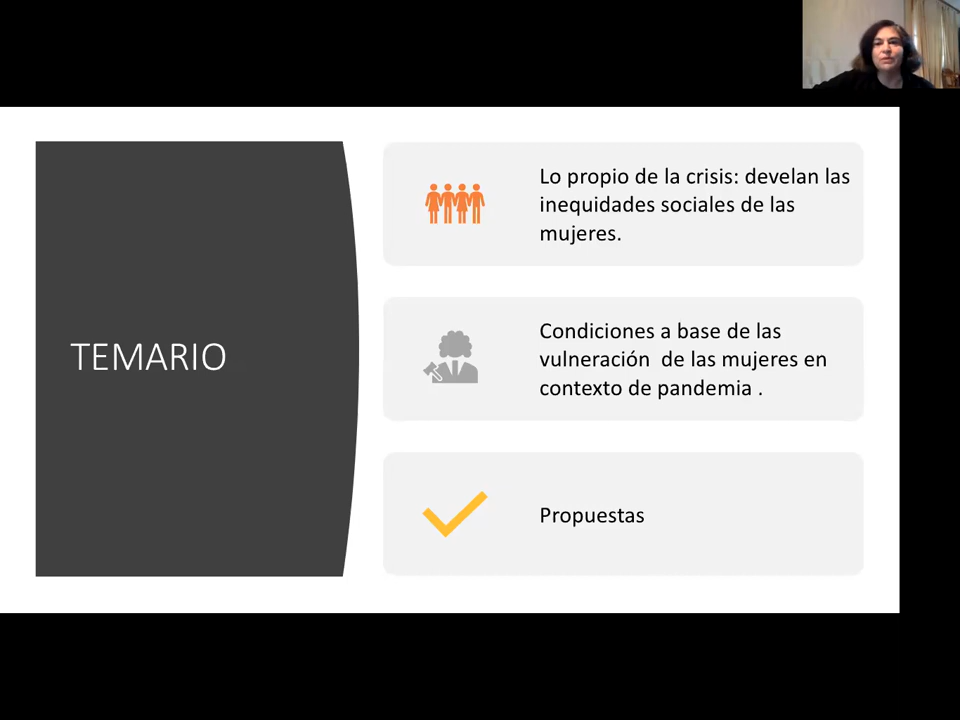 TEMARIO
Lo propio de la crisis: develan las
inequidades sociales de las
mujeres.
Condiciones a base de las
vulneración  de las mujeres en
contexto de pandemia .
Propuestas